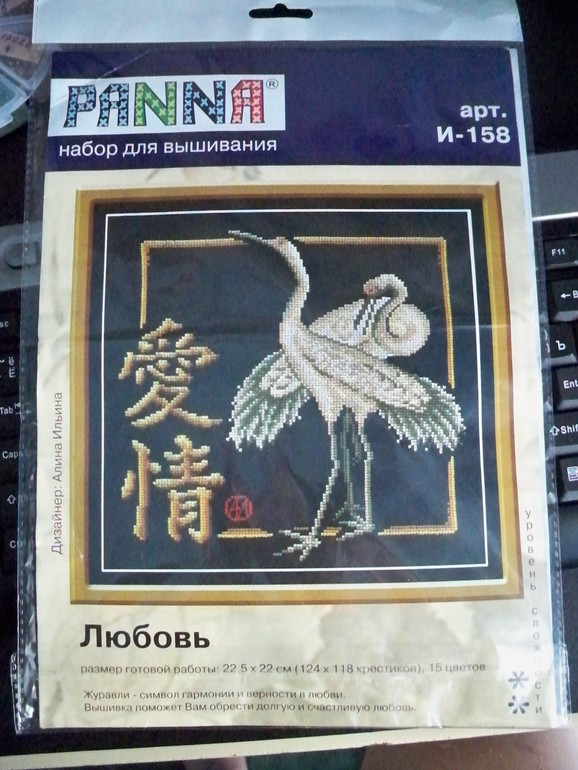 PANNA®
набор для вышивания
арт.
И-158
愛
情
Дизайнер: Алина Ильина
уровень сложности
Любовь
размер готовой работы: 22.5 x 22 см (124 x 118 крестиков), 15 цветов
Журавли - символ гармонии и верности в любви.
Вышивка поможет Вам обрести долгую и счастливую любовь.
F11
Ъ
Tab